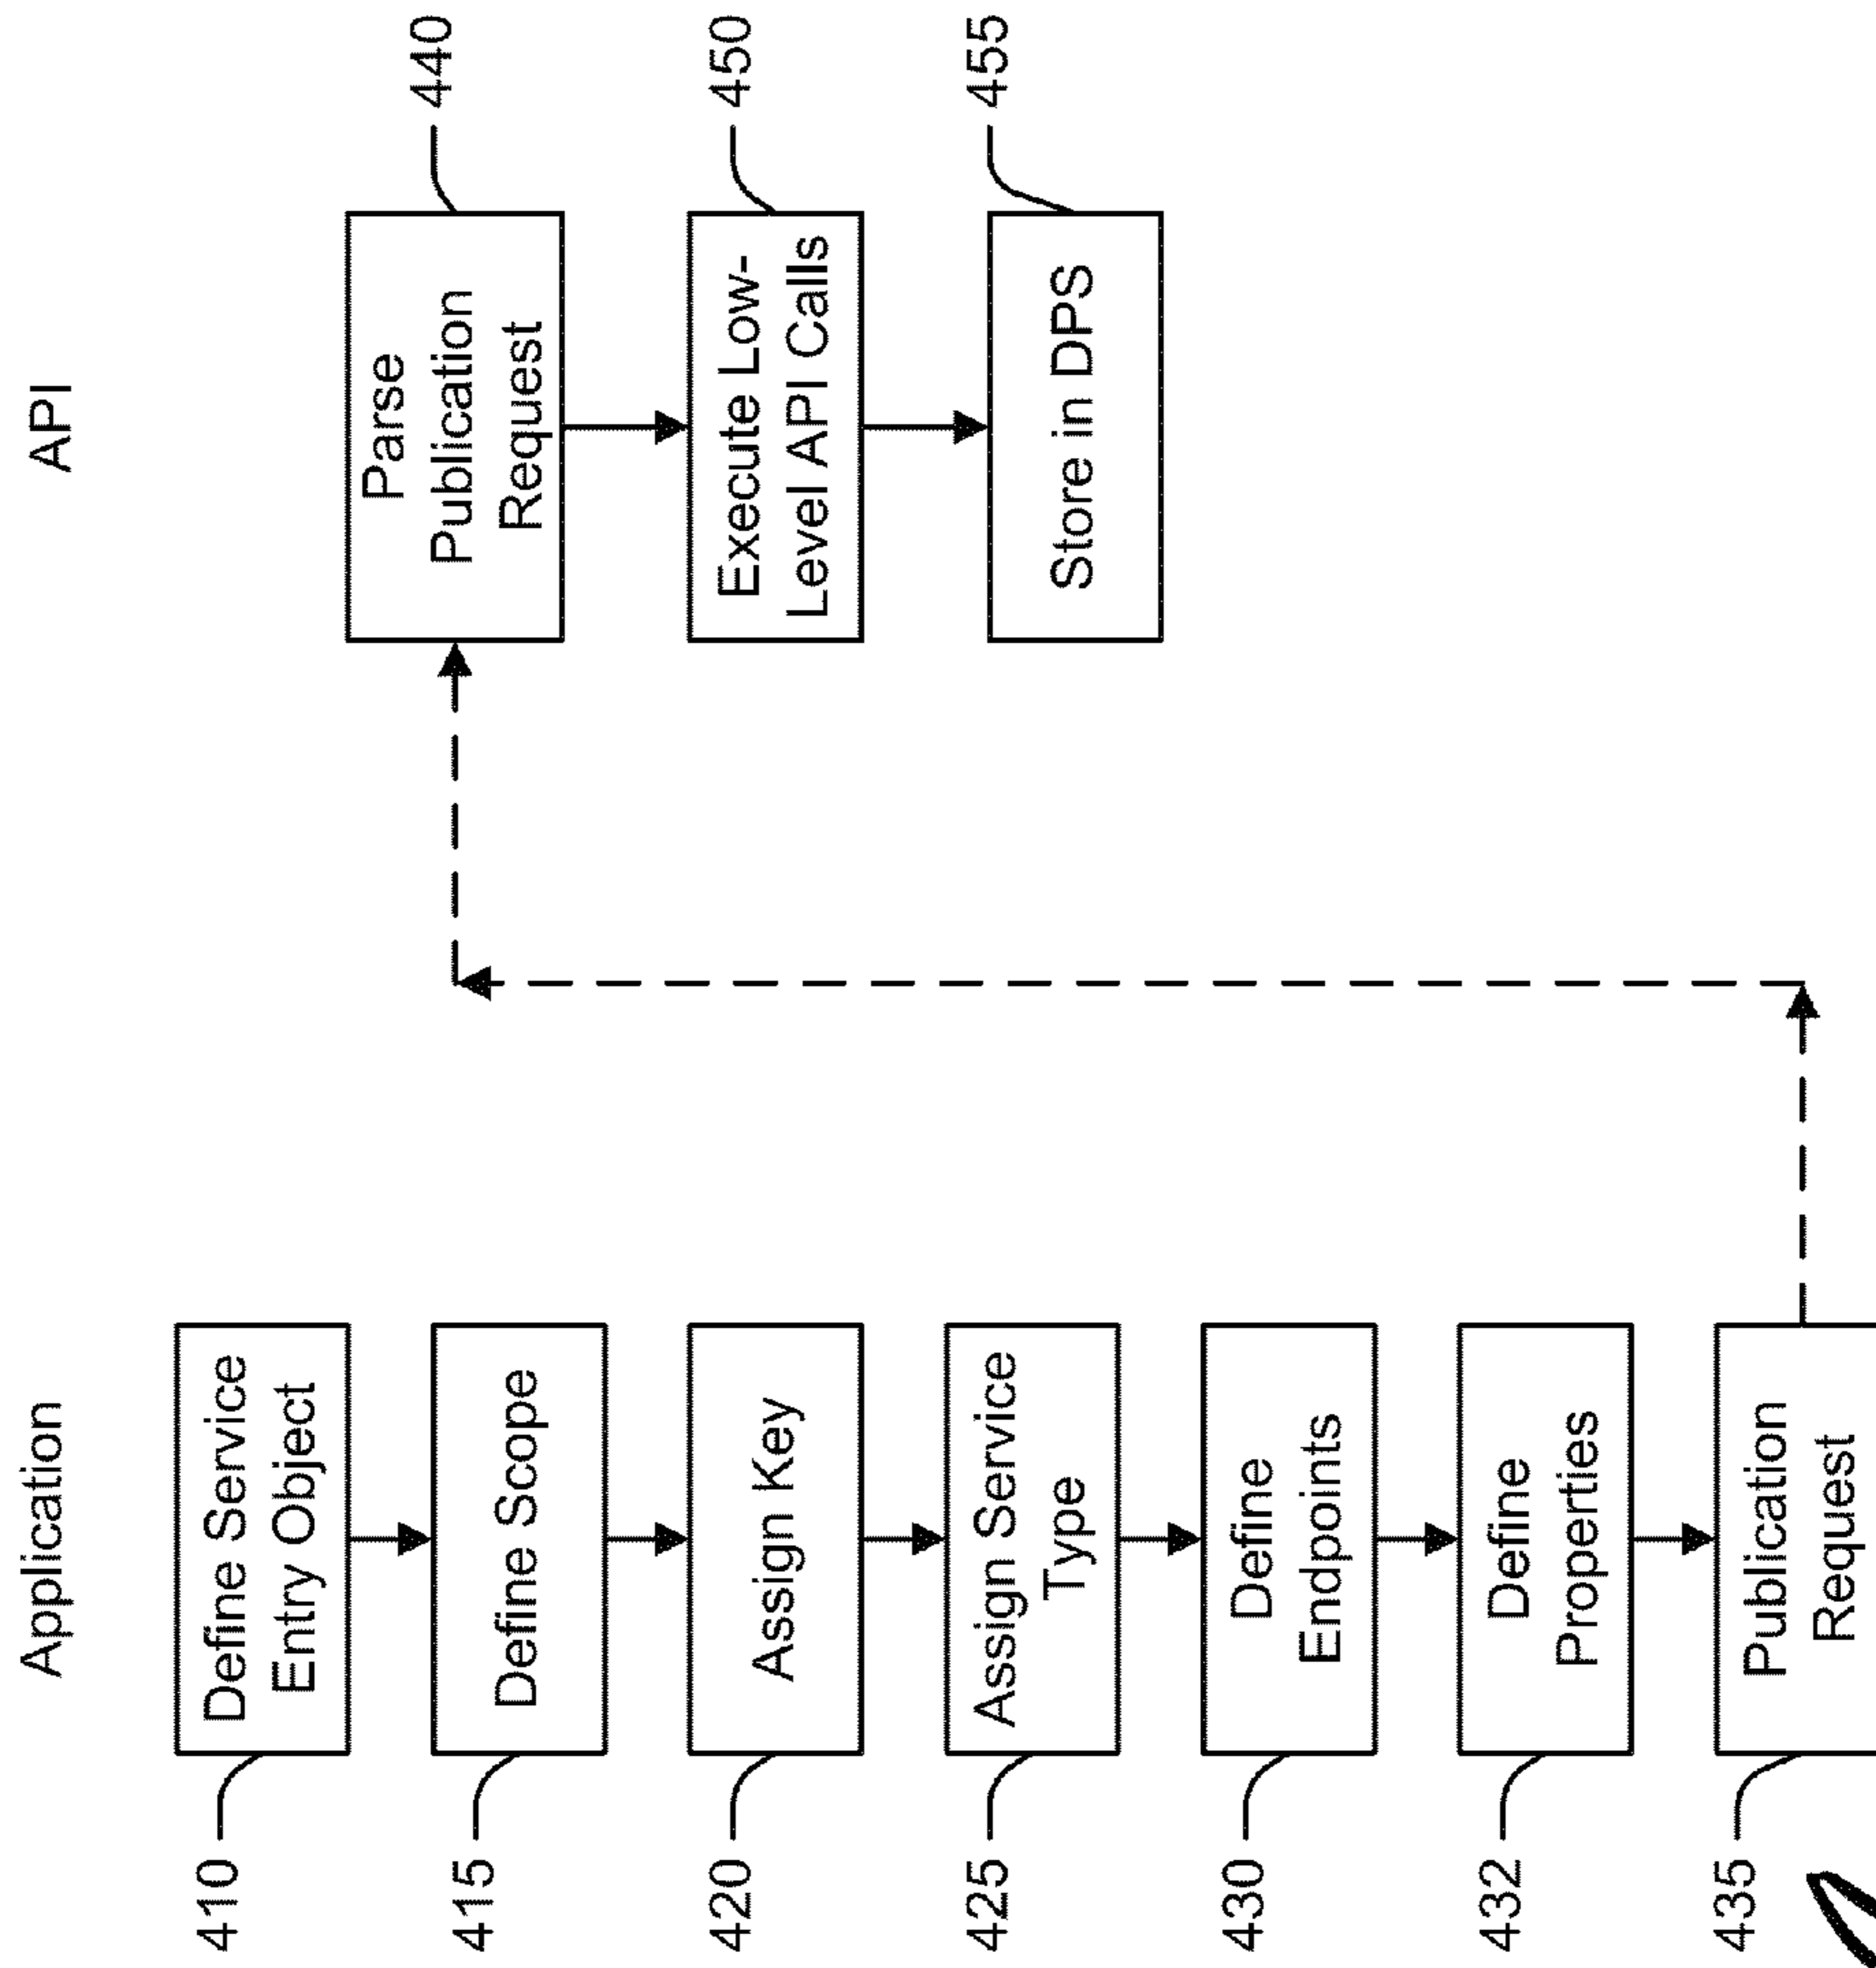 Application
410
Define Service
Entry Object
415
Define Scope
420
Assign Key
425
Assign Service
Type
430
Define
Endpoints
432
Define
Properties
435
Publication
Request
API
Parse
Publication
Request
440
Execute Low-
Level API Calls
450
Store in DPS
455